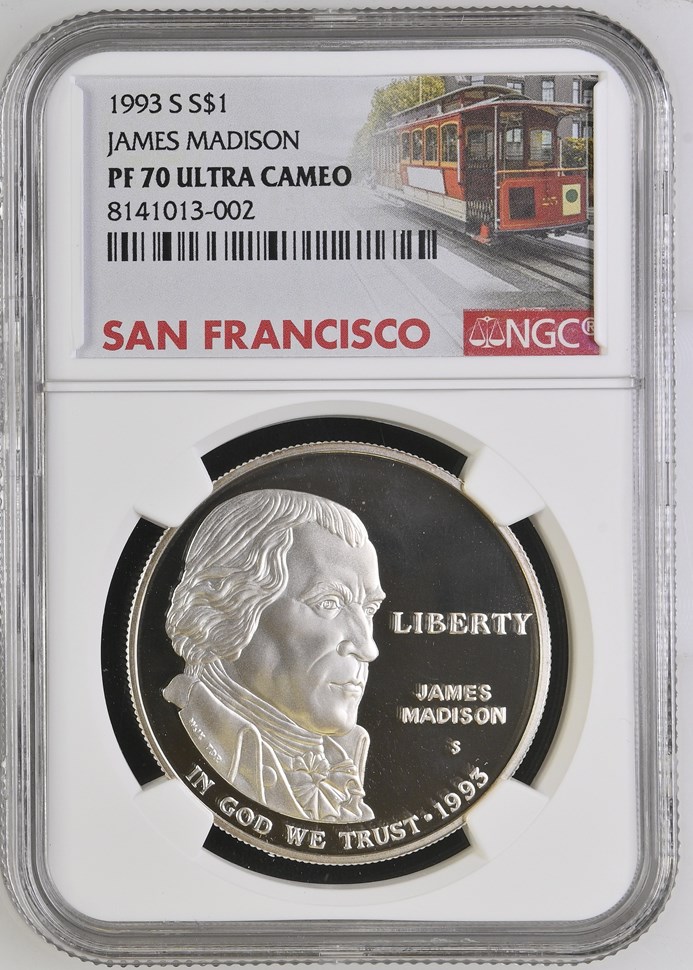 1993 S S$1
JAMES MADISON
PF 70 ULTRA CAMEO
8141013-002
SAN FRANCISCO
NGC®
LIBERTY
JAMES
MADISON
S
IN GOD WE TRUST • 1993